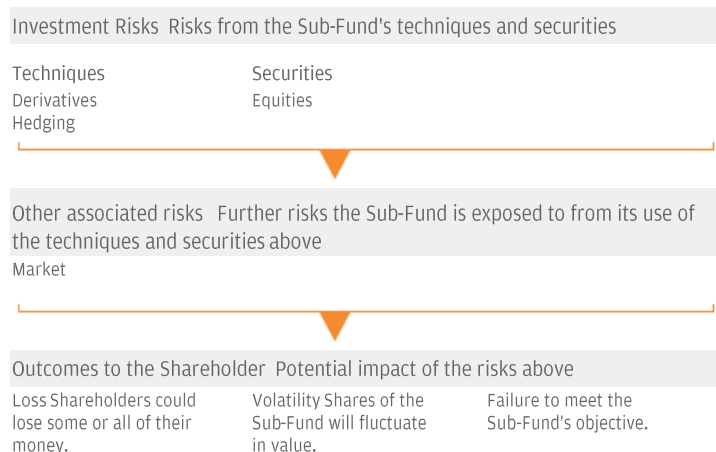 Investment Risks Risks from the Sub-Fund's techniques and securities
Techniques
Derivatives
Hedging
Securities
Equities
Other associated risks Further risks the Sub-Fund is exposed to from its use of
the techniques and securities above
Market
Outcomes to the Shareholder Potential impact of the risks above
Loss Shareholders could
lose some or all of their
money.
Volatility Shares of the
Sub-Fund will fluctuate
in value.
Failure to meet the
Sub-Fund's objective.